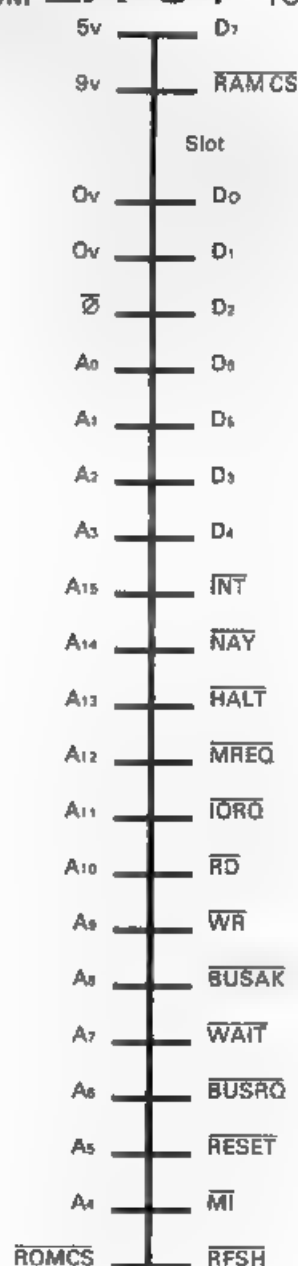 5v D7
9v RAMCS
Slot
0v D0
0v D1
Ø D2
A0 D6
A1 D5
A2 D3
A3 D4
A15 INT
A14 NAY
A13 HALT
A12 MREQ
A11 IORQ
A10 RD
A9 WR
A8 BUSAK
A7 WAIT
A6 BUSRQ
A5 RESET
A4 MI
ROMCS RFSH